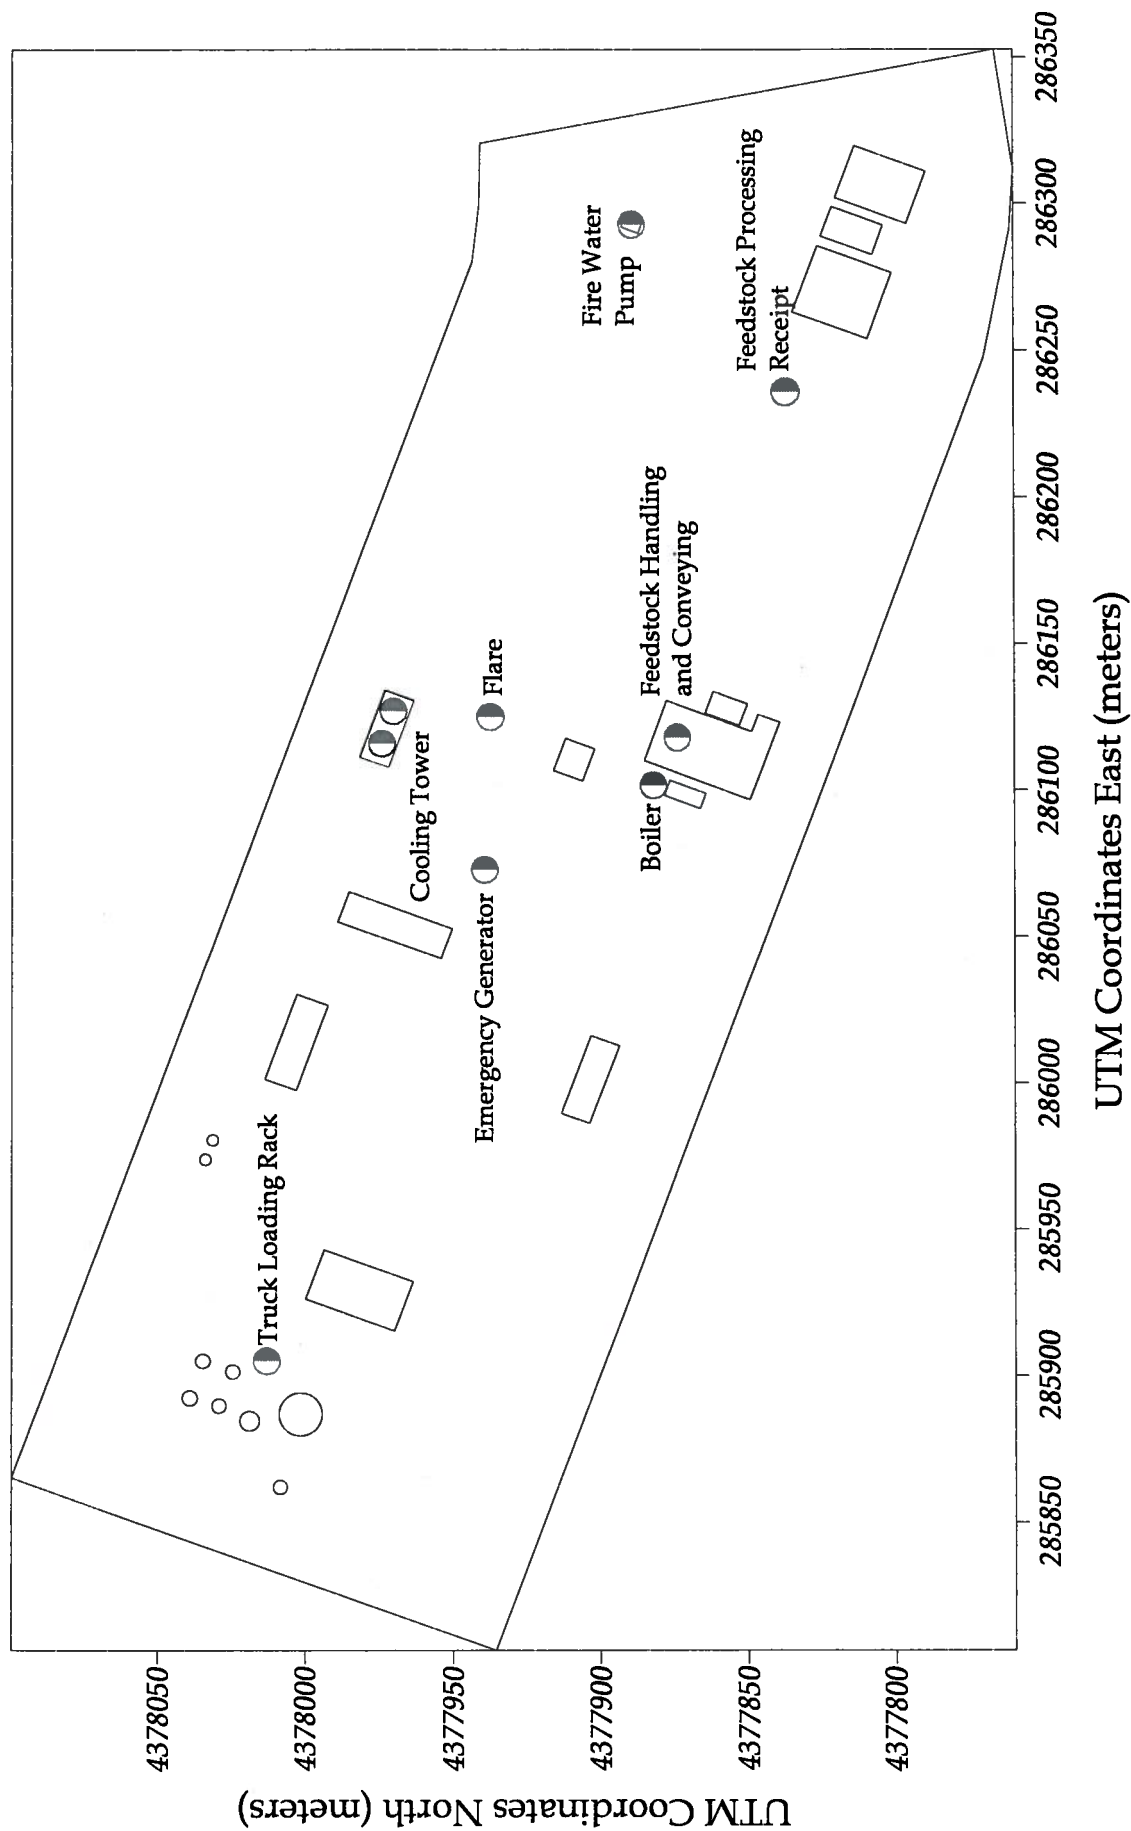 Truck Loading Rack
Cooling Tower
Emergency Generator
Flare
Fire Water
Pump
Boiler
Feedstock Handling
and Conveying
Feedstock Processing
Receipt
4378050
4378000
4377950
4377900
4377850
4377800
UTM Coordinates North (meters)
285850
285900
285950
286000
286050
286100
286150
286200
286250
286300
286350
UTM Coordinates East (meters)